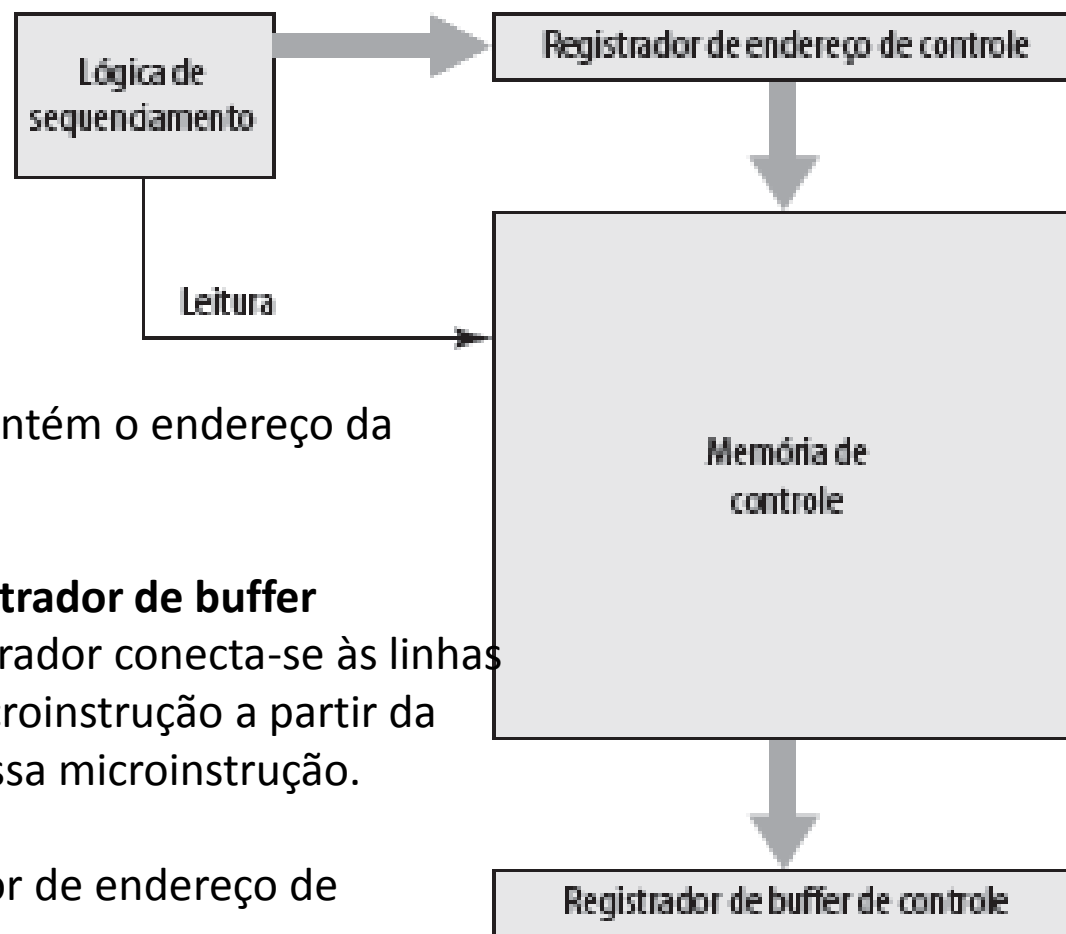 Lógica de
sequenciamento
Registrador de endereço de controle
Leitura
Memória de
controle
ntém o endereço da
trador de buffer
rador conecta-se às linhas
croinstrução a partir da
ssa microinstrução.
or de endereço de
Registrador de buffer de controle